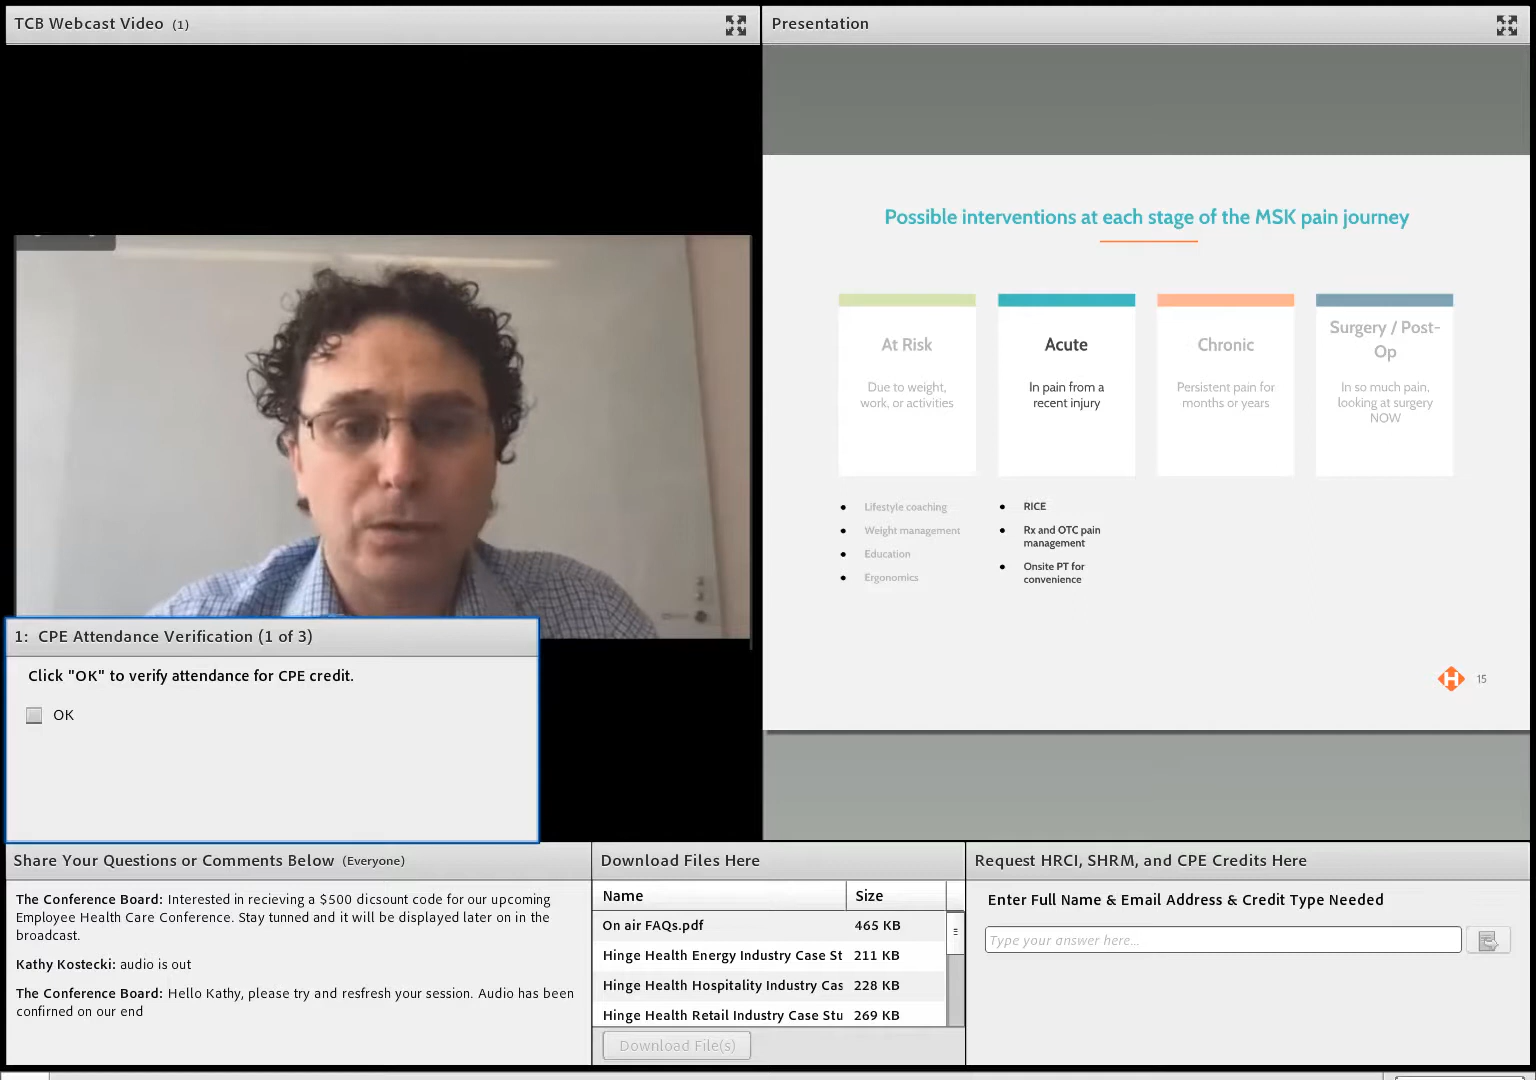 TCB Webcast Video (1)
Presentation
Possible interventions at each stage of the MSK pain journey
At Risk
Due to weight,
work, or activities
Acute
In pain from a
recent injury
Chronic
Persistent pain for
months or years
Surgery / Post-
Op
In so much pain,
looking at surgery
NOW
• Lifestyle coaching
• Weight management
• Education
• Ergonomics
• RICE
• Rx and OTC pain
management
• Onsite PT for
convenience
H 15
1: CPE Attendance Verification (1 of 3)
Click "OK" to verify attendance for CPE credit.
OK
Share Your Questions or Comments Below (Everyone)
The Conference Board: Interested in recieving a $500 dicsount code for our upcoming
Employee Health Care Conference. Stay tunned and it will be displayed later on in the
broadcast.
Kathy Kostecki: audio is out
The Conference Board: Hello Kathy, please try and resfresh your session. Audio has been
confirned on our end
Download Files Here
Name Size
On air FAQs.pdf 465 KB
Hinge Health Energy Industry Case St 211 KB
Hinge Health Hospitality Industry Cas 228 KB
Hinge Health Retail Industry Case Stu 269 KB
Download File(s)
Request HRCI, SHRM, and CPE Credits Here
Enter Full Name & Email Address & Credit Type Needed
Type your answer here...